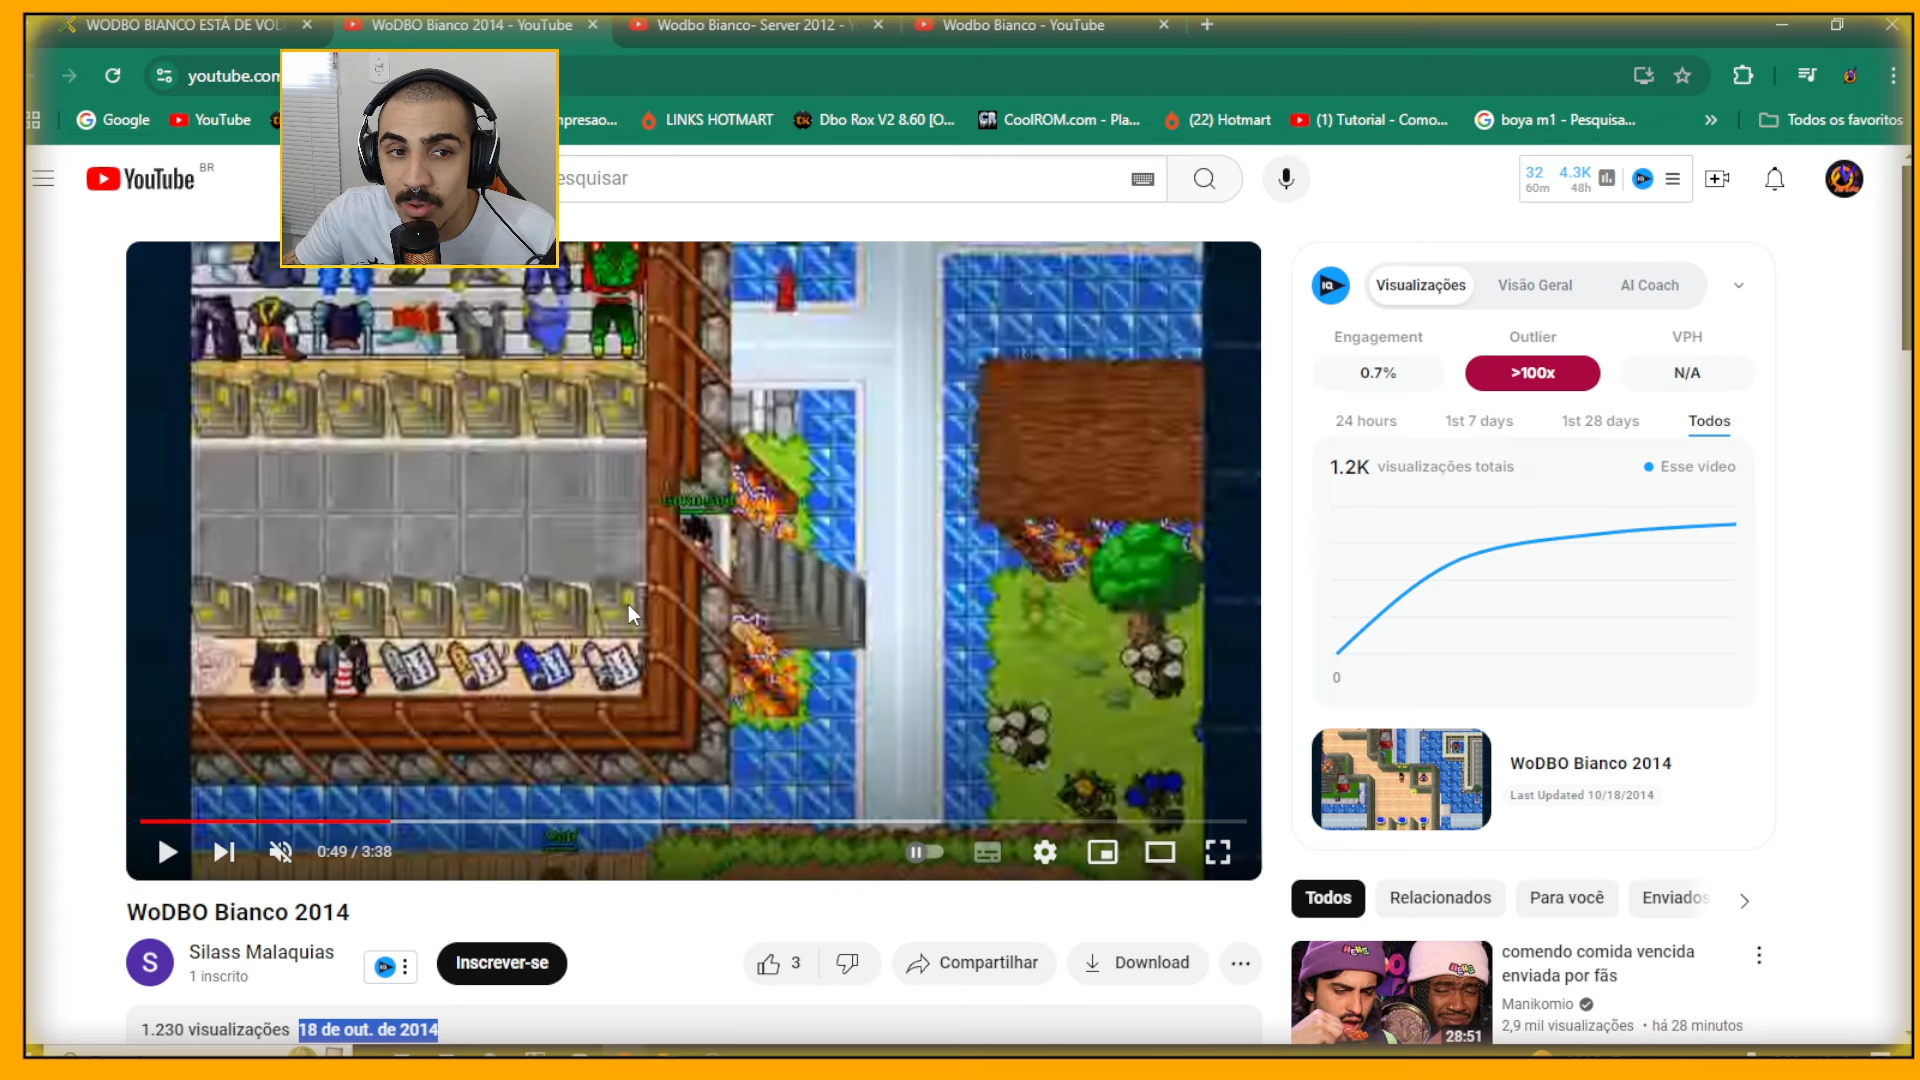 WODBO BIANCO ESTÁ DE VOL
WoDBO Bianco 2014 - YouTube
Wodbo Bianco- Server 2012 -
Wodbo Bianco - YouTube
youtube.com
Google
YouTube
mpresao...
LINKS HOTMART
Dbo Rox V2 8.60 [O...
CoolROM.com - Pla...
(22) Hotmart
(1) Tutorial - Como...
boya m1 - Pesquisa...
Todos os favoritos
YouTube BR
esquisar
32 4.3K
60m 48h
IQ
Visualizações
Visão Geral
AI Coach
Engagement
Outlier
VPH
0.7%
>100x
N/A
24 hours
1st 7 days
1st 28 days
Todos
1.2K visualizações totais
Esse vídeo
0
WoDBO Bianco 2014
Last Updated 10/18/2014
0:49 / 3:38
WoDBO Bianco 2014
S
Silass Malaquias
1 inscrito
Inscrever-se
3
Compartilhar
Download
1.230 visualizações 18 de out. de 2014
Todos
Relacionados
Para você
Enviados
comendo comida vencida
enviada por fãs
Manikomio
2,9 mil visualizações • há 28 minutos
28:51